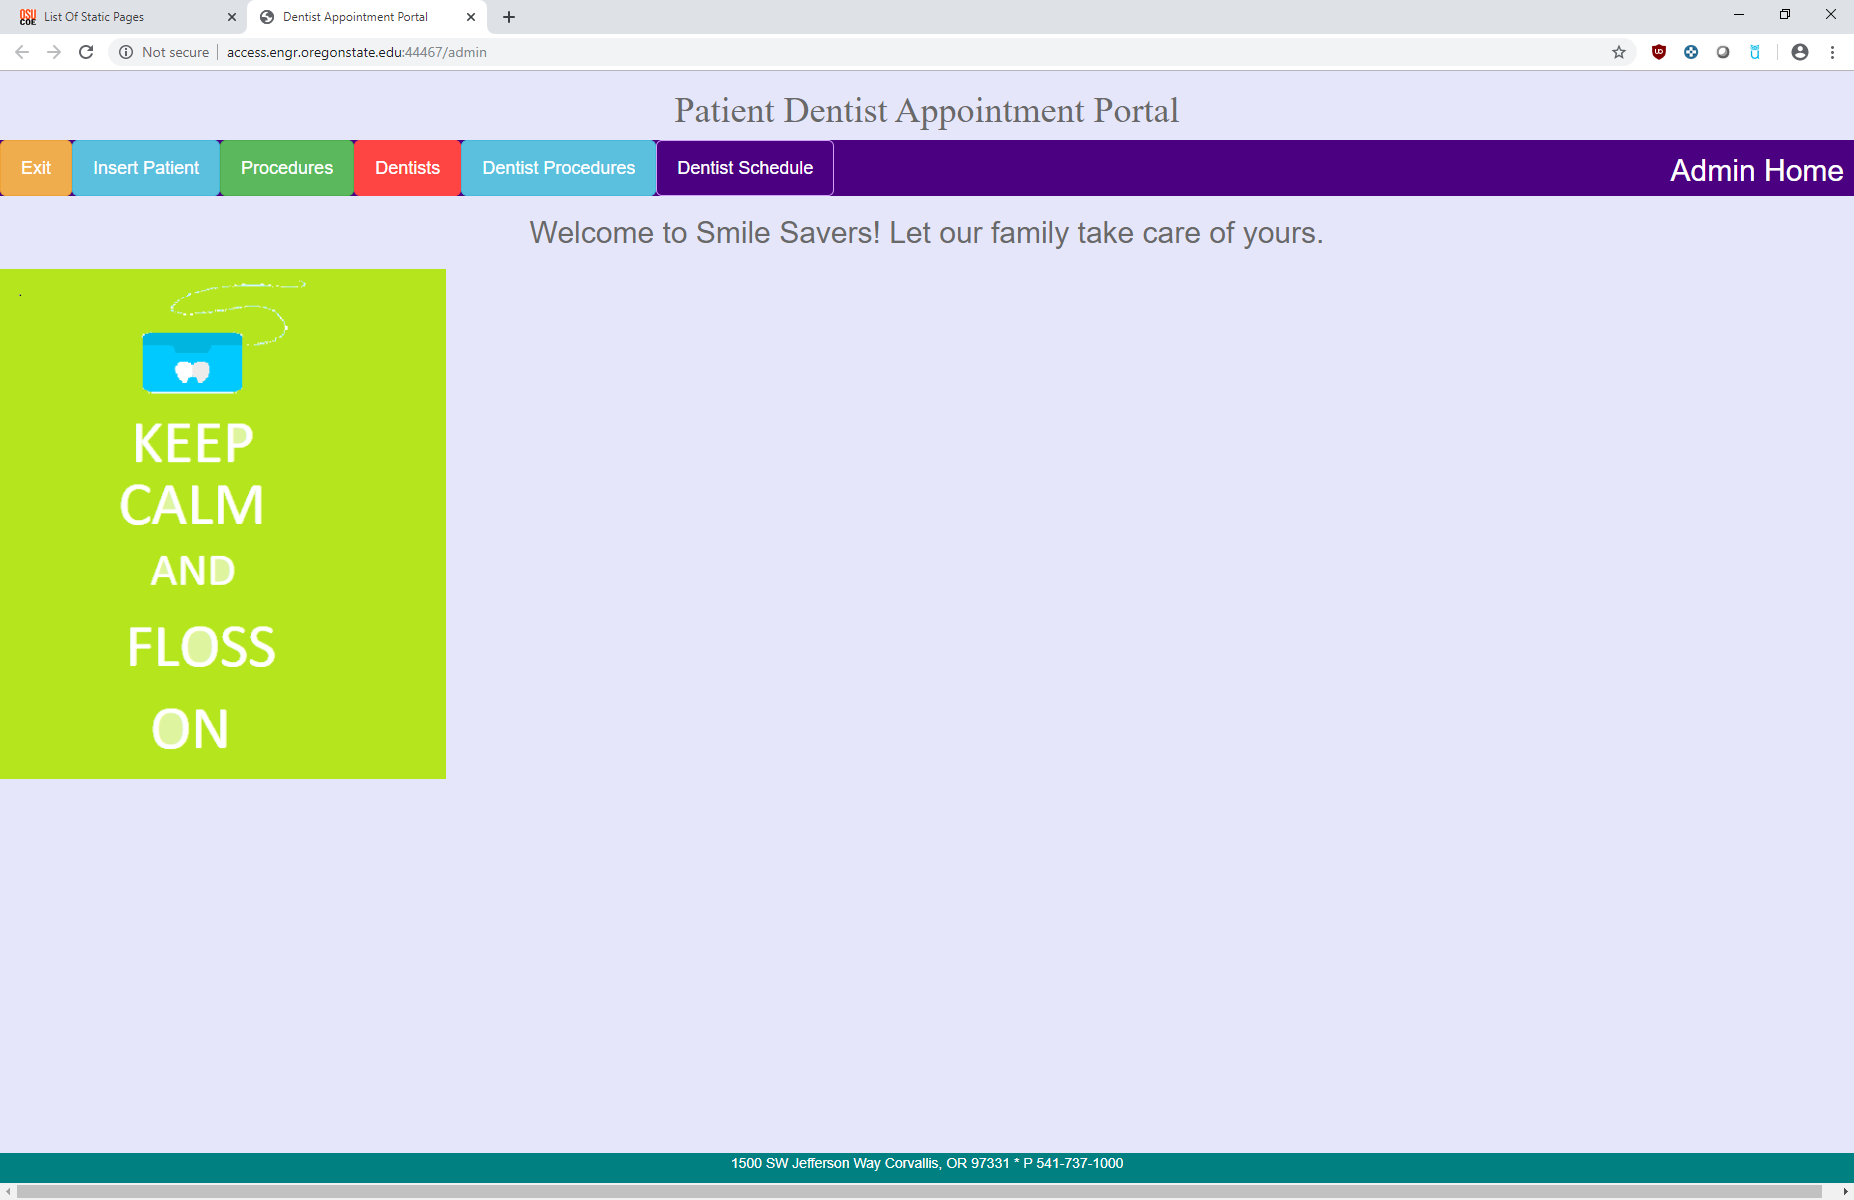 OSU
COE
List Of Static Pages
Dentist Appointment Portal
Not secure
access.engr.oregonstate.edu:44467/admin
Patient Dentist Appointment Portal
Exit
Insert Patient
Procedures
Dentists
Dentist Procedures
Dentist Schedule
Admin Home
Welcome to Smile Savers! Let our family take care of yours.
KEEP
CALM
AND
FLOSS
ON
1500 SW Jefferson Way Corvallis, OR 97331 * P 541-737-1000